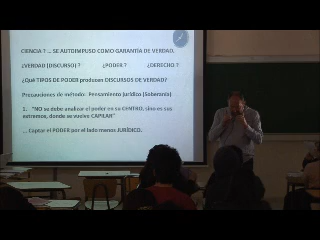 CIENCIA ? ... SE AUTOIMPUSO COMO GARANTÍA DE VERDAD.
¿VERDAD (DISCURSO) ? ¿PODER ? ¿DERECHO ?
¿Qué TIPOS DE PODER producen DISCURSOS DE VERDAD?
Precauciones de método: Pensamiento Jurídico (Soberanía)
1. "NO se debe analizar el poder en su CENTRO, sino en sus
extremos, donde se vuelve CAPILAR"
... Captar el PODER por el lado menos JURÍDICO.